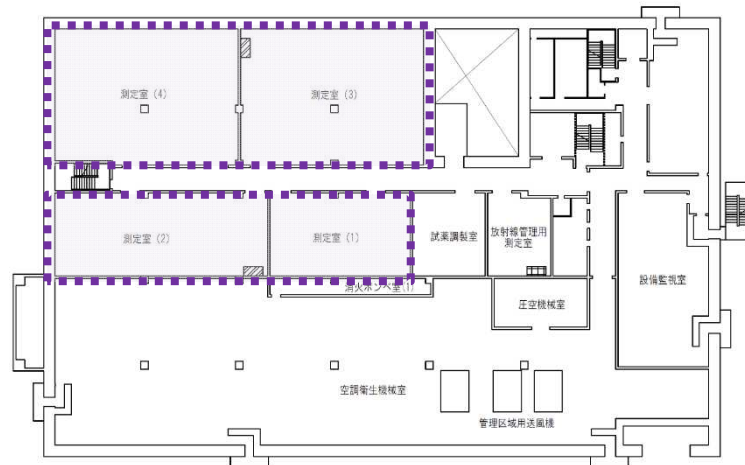 測定室 (4)
測定室 (3)
測定室 (2)
測定室 (1)
試薬調製室
放射線管理用
測定室
設備監視室
消火ボンベ室(1)
圧空機械室
空調衛生機械室
管理区域用送風機